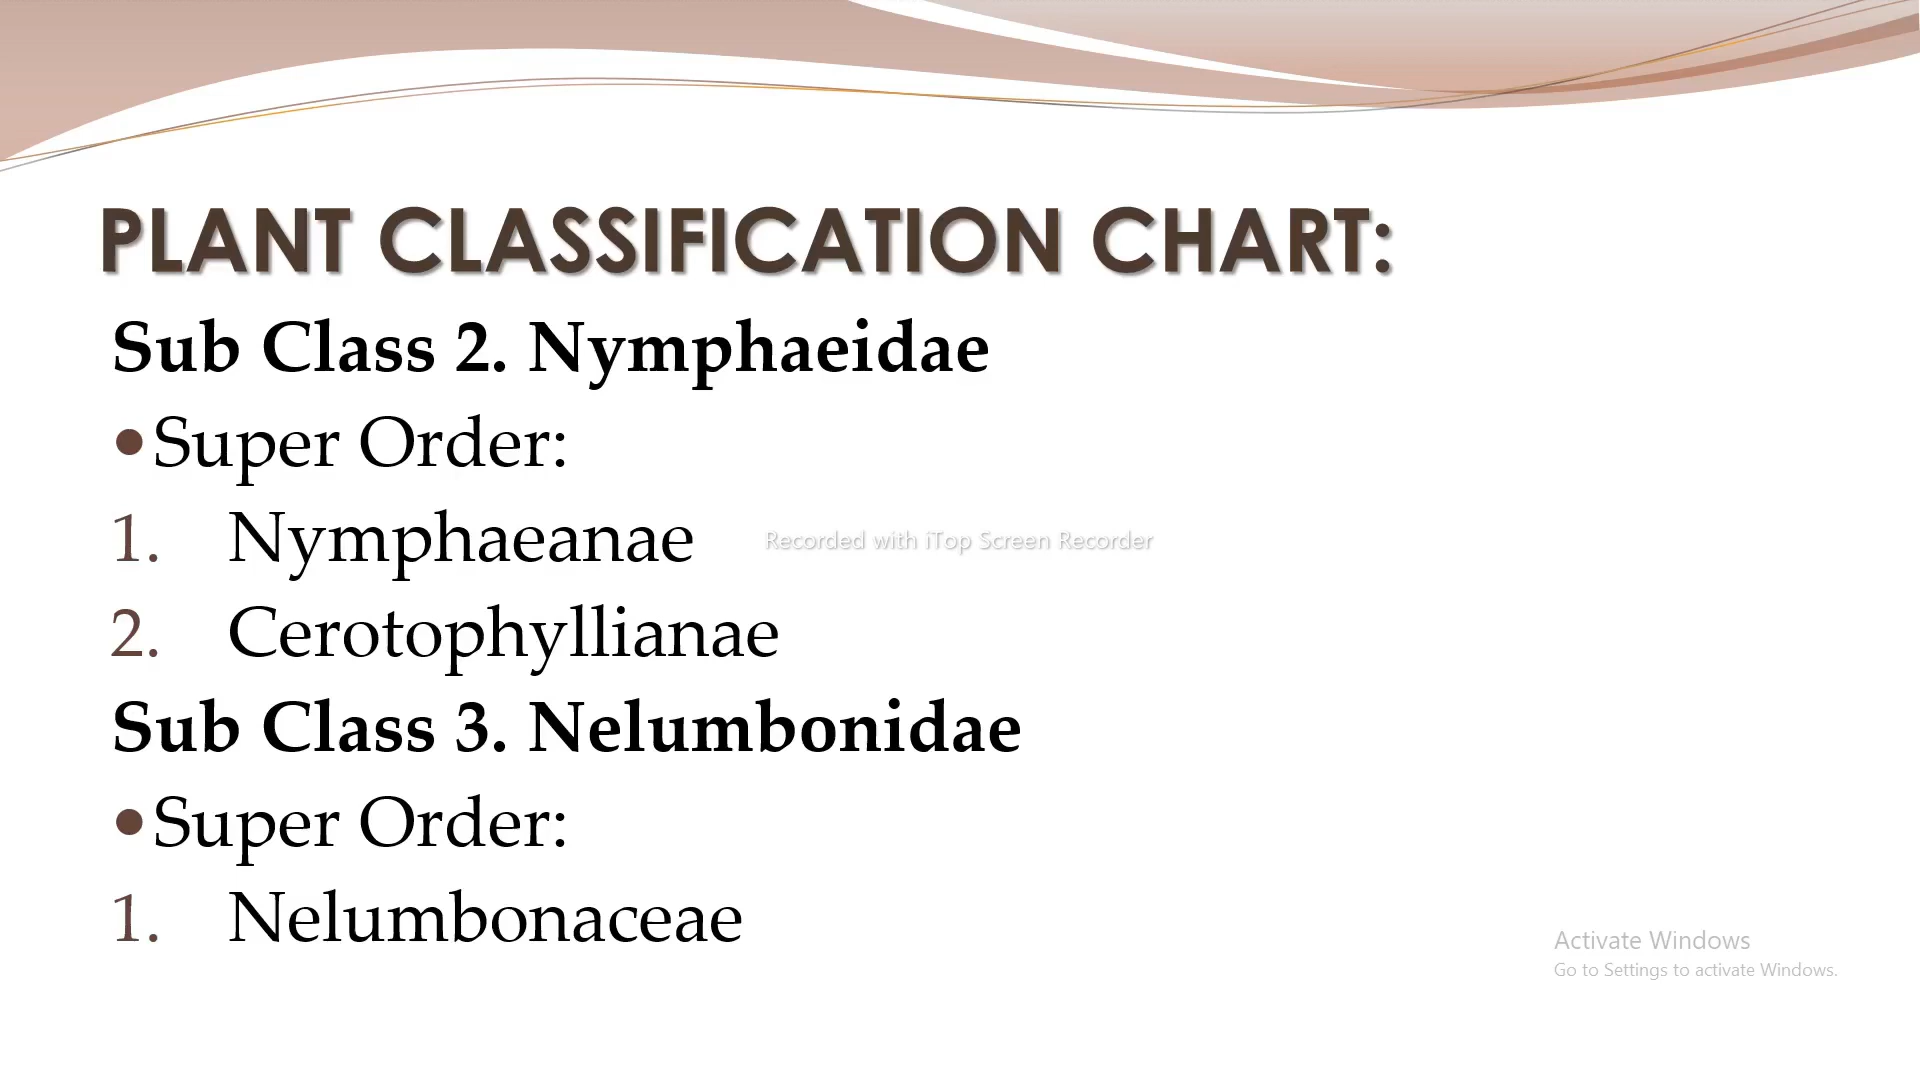 PLANT CLASSIFICATION CHART:
Sub Class 2. Nymphaeidae
•Super Order:
1. Nymphaeanae
Recorded with iTop Screen Recorder
2. Cerotophyllianae
Sub Class 3. Nelumbonidae
•Super Order:
1. Nelumbonaceae
Activate Windows
Go to Settings to activate Windows.